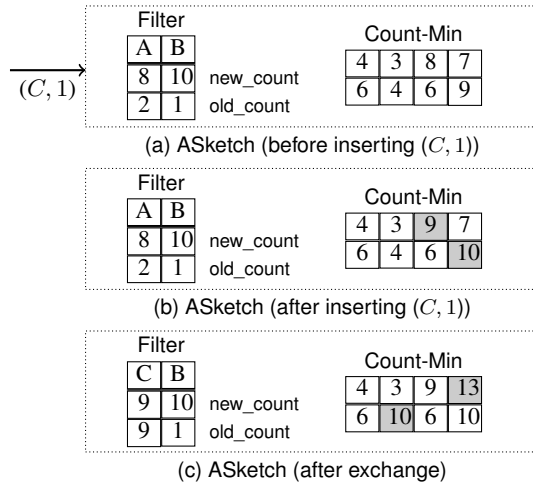 Filter Count-Min
A B
8 10 new_count
2 1 old_count
4 3 8 7
6 4 6 9
(C, 1)
(a) ASketch (before inserting (C, 1))
Filter Count-Min
A B
8 10 new_count
2 1 old_count
4 3 9 7
6 4 6 10
(b) ASketch (after inserting (C, 1))
Filter Count-Min
C B
9 10 new_count
9 1 old_count
4 3 9 13
6 10 6 10
(c) ASketch (after exchange)